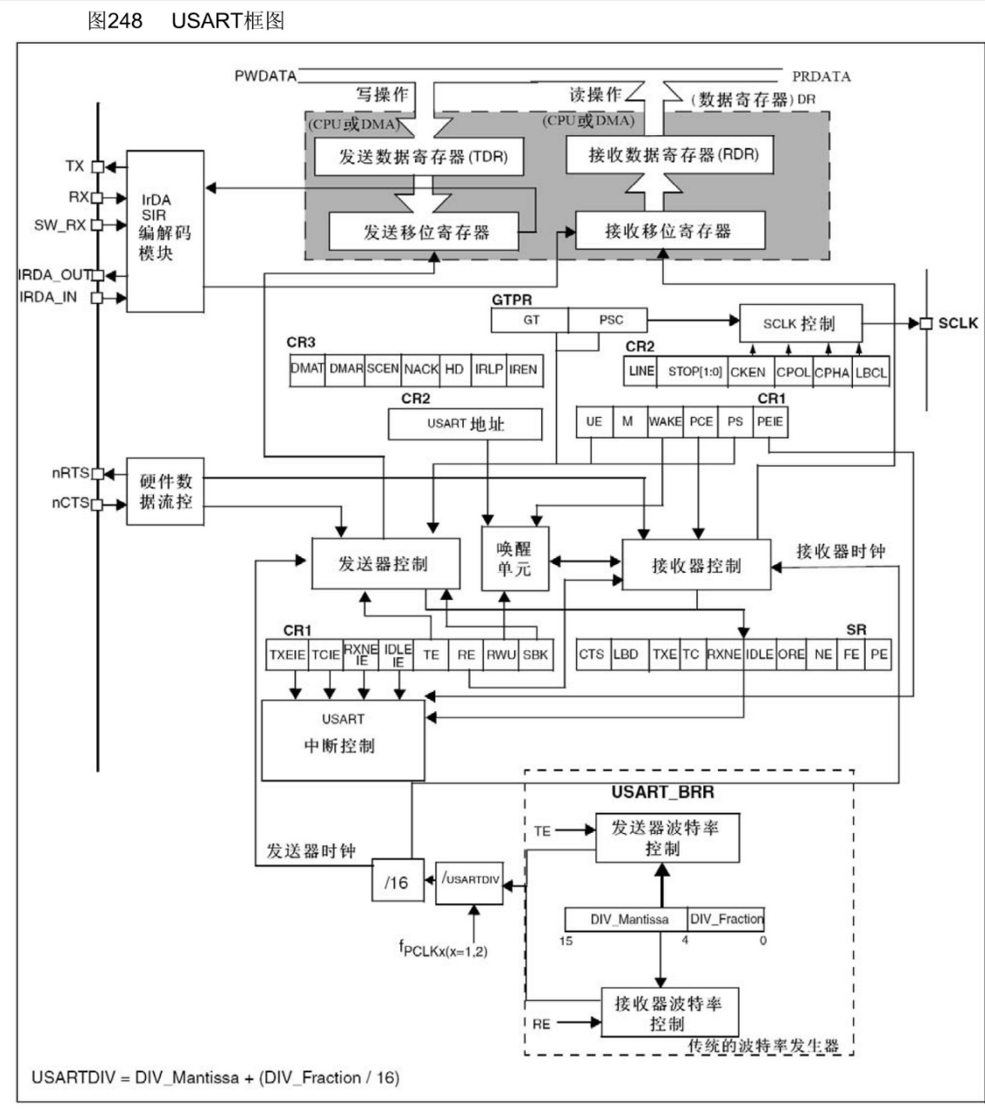 图248 USART框图
PWDATA
PRDATA
写操作
读操作
(数据寄存器) DR
(CPU或DMA)
(CPU或DMA)
发送数据寄存器(TDR)
接收数据寄存器(RDR)
TX
RX
SW_RX
IRDA_OUT
IRDA_IN
IrDA
SIR
编解码
模块
发送移位寄存器
接收移位寄存器
GTPR
GT PSC
SCLK 控制
SCLK
CR3
DMAT DMAR SCEN NACK HD IRLP IREN
CR2
LINE STOP[1:0] CKEN CPOL CPHA LBCL
CR2
USART 地址
CR1
UE M WAKE PCE PS PEIE
nRTS
nCTS
硬件数
据流控
发送器控制
唤醒
单元
接收器控制
接收器时钟
CR1
TXEIE TCIE RXNE IE IDLE IE TE RE RWU SBK
SR
CTS LBD TXE TC RXNE IDLE ORE NE FE PE
USART
中断控制
USART_BRR
TE
发送器波特率
控制
发送器时钟
/16
/USARTDIV
fPCLKx(x=1,2)
DIV_Mantissa DIV_Fraction
15 4 0
RE
接收器波特率
控制
传统的波特率发生器
USARTDIV = DIV_Mantissa + (DIV_Fraction / 16)